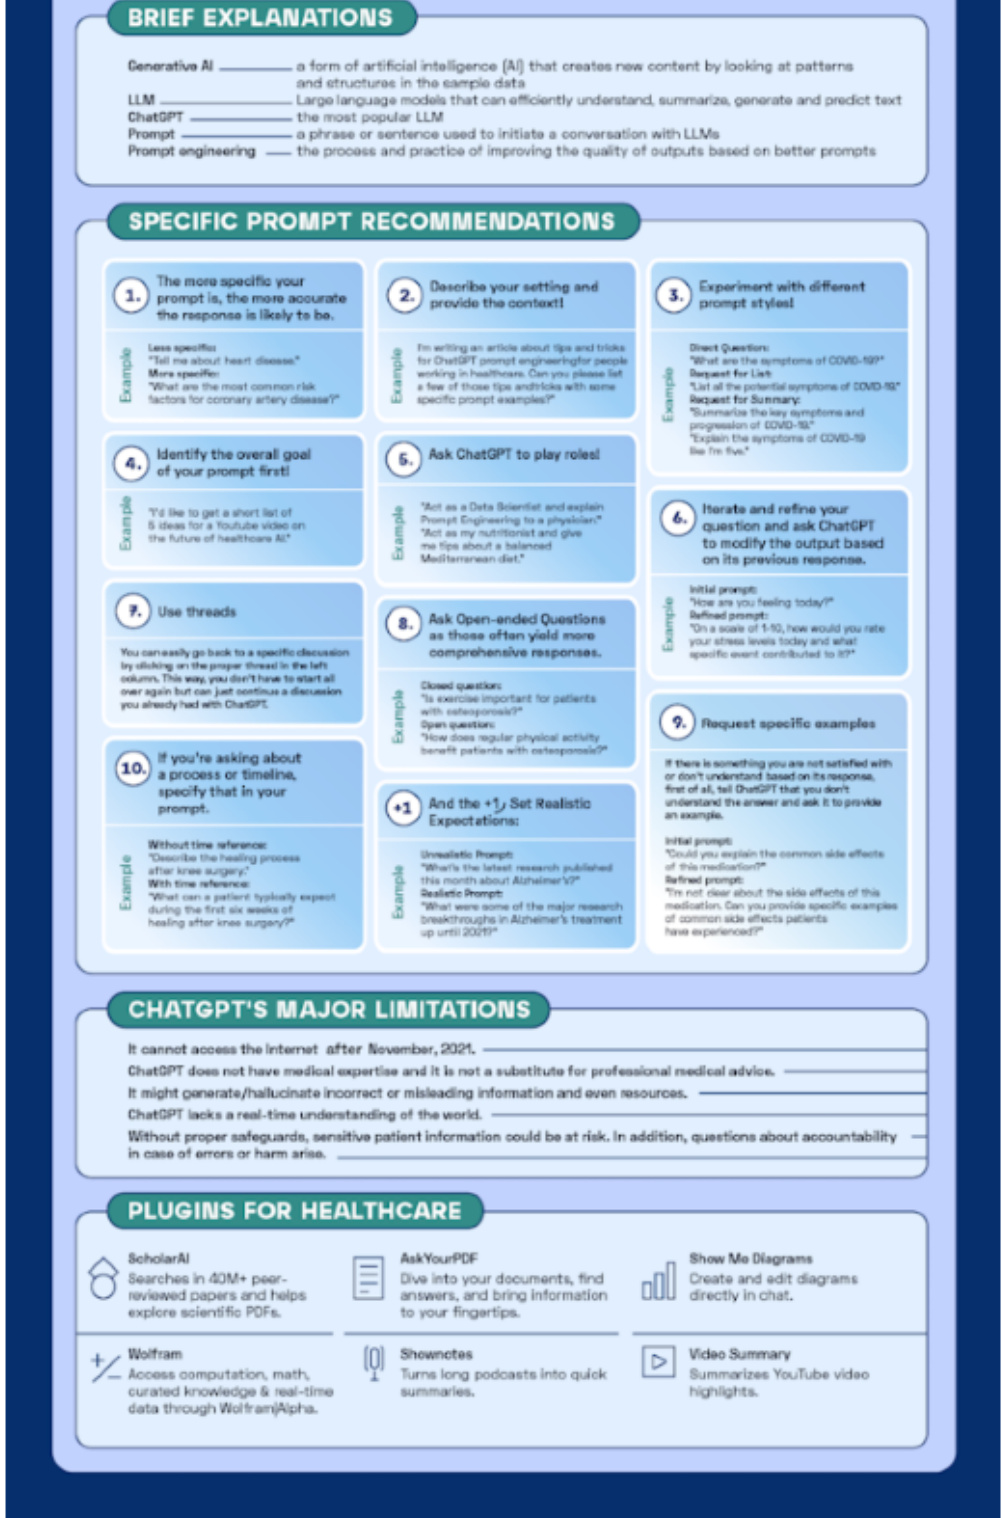 BRIEF EXPLANATIONS
Generative AI a form of artificial intelligence (AI) that creates new content by looking at patterns
and structures in the sample data
LLM Large language models that can efficiently understand, summarize, generate and predict text
ChatGPT the most popular LLM
Prompt a phrase or sentence used to initiate a conversation with LLMs
Prompt engineering the process and practice of improving the quality of outputs based on better prompts
SPECIFIC PROMPT RECOMMENDATIONS
1. The more specific your
prompt is, the more accurate
the response is likely to be.
Example
Less specific:
"Tell me about heart disease."
More specific:
"What are the most common risk
factors for coronary artery disease?"
2. Describe your setting and
provide the context!
Example
I'm writing an article about tips and tricks
for ChatGPT prompt engineeringfor people
working in healthcare. Can you please list
a few of those tips andtricks with some
specific prompt examples?"
3. Experiment with different
prompt styles!
Example
Direct Question:
"What are the symptoms of COVID-19?"
Request for List:
"List all the potential symptoms of COVID-19."
Request for Summary:
"Summarize the key symptoms and
progression of COVID-19."
"Explain the symptoms of COVID-19
like I'm five."
4. Identify the overall goal
of your prompt first!
Example
"I'd like to get a short list of
5 ideas for a Youtube video on
the future of healthcare AI."
5. Ask ChatGPT to play roles!
Example
"Act as a Data Scientist and explain
Prompt Engineering to a physician."
"Act as my nutritionist and give
me tips about a balanced
Mediterranean diet."
6. Iterate and refine your
question and ask ChatGPT
to modify the output based
on its previous response.
Example
Initial prompt:
"How are you feeling today?"
Refined prompt:
"On a scale of 1-10, how would you rate
your stress levels today and what
specific event contributed to it?"
7. Use threads
You can easily go back to a specific discussion
by clicking on the proper thread in the left
column. This way, you don't have to start all
over again but can just continue a discussion
you already had with ChatGPT.
8. Ask Open-ended Questions
as those often yield more
comprehensive responses.
Example
Closed question:
"Is exercise important for patients
with osteoporosis?"
Open question:
"How does regular physical activity
benefit patients with osteoporosis?"
9. Request specific examples
If there is something you are not satisfied with
or don't understand based on its response,
first of all, tell ChatGPT that you don't
understand the answer and ask it to provide
an example.
Initial prompt:
"Could you explain the common side effects
of this medication?"
Refined prompt:
"I'm not clear about the side effects of this
medication. Can you provide specific examples
of common side effects patients
have experienced?"
10. If you're asking about
a process or timeline,
specify that in your
prompt.
Example
Without time reference:
"Describe the healing process
after knee surgery."
With time reference:
"What can a patient typically expect
during the first six weeks of
healing after knee surgery?"
+1 And the +1, Set Realistic
Expectations:
Example
Unrealistic Prompt:
"What's the latest research published
this month about Alzheimer's?"
Realistic Prompt:
"What were some of the major research
breakthroughs in Alzheimer's treatment
up until 2021?"
CHATGPT'S MAJOR LIMITATIONS
It cannot access the Internet after November, 2021.
ChatGPT does not have medical expertise and it is not a substitute for professional medical advice.
It might generate/hallucinate incorrect or misleading information and even resources.
ChatGPT lacks a real-time understanding of the world.
Without proper safeguards, sensitive patient information could be at risk. In addition, questions about accountability
in case of errors or harm arise.
PLUGINS FOR HEALTHCARE
ScholarAI
Searches in 40M+ peer-
reviewed papers and helps
explore scientific PDFs.
AskYourPDF
Dive into your documents, find
answers, and bring information
to your fingertips.
Show Me Diagrams
Create and edit diagrams
directly in chat.
Wolfram
Access computation, math,
curated knowledge & real-time
data through Wolfram|Alpha.
Shownotes
Turns long podcasts into quick
summaries.
Video Summary
Summarizes YouTube video
highlights.